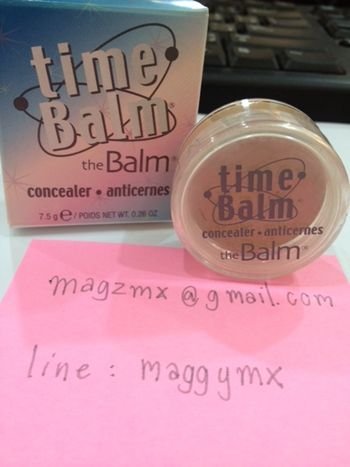 time
Balm®
the Balm®
concealer • anticernes
7.5 g ℮ / POIDS NET WT. 0.26 OZ
time
Balm®
concealer • anticernes
the Balm®
magzmx@gmail.com
line : maggymx